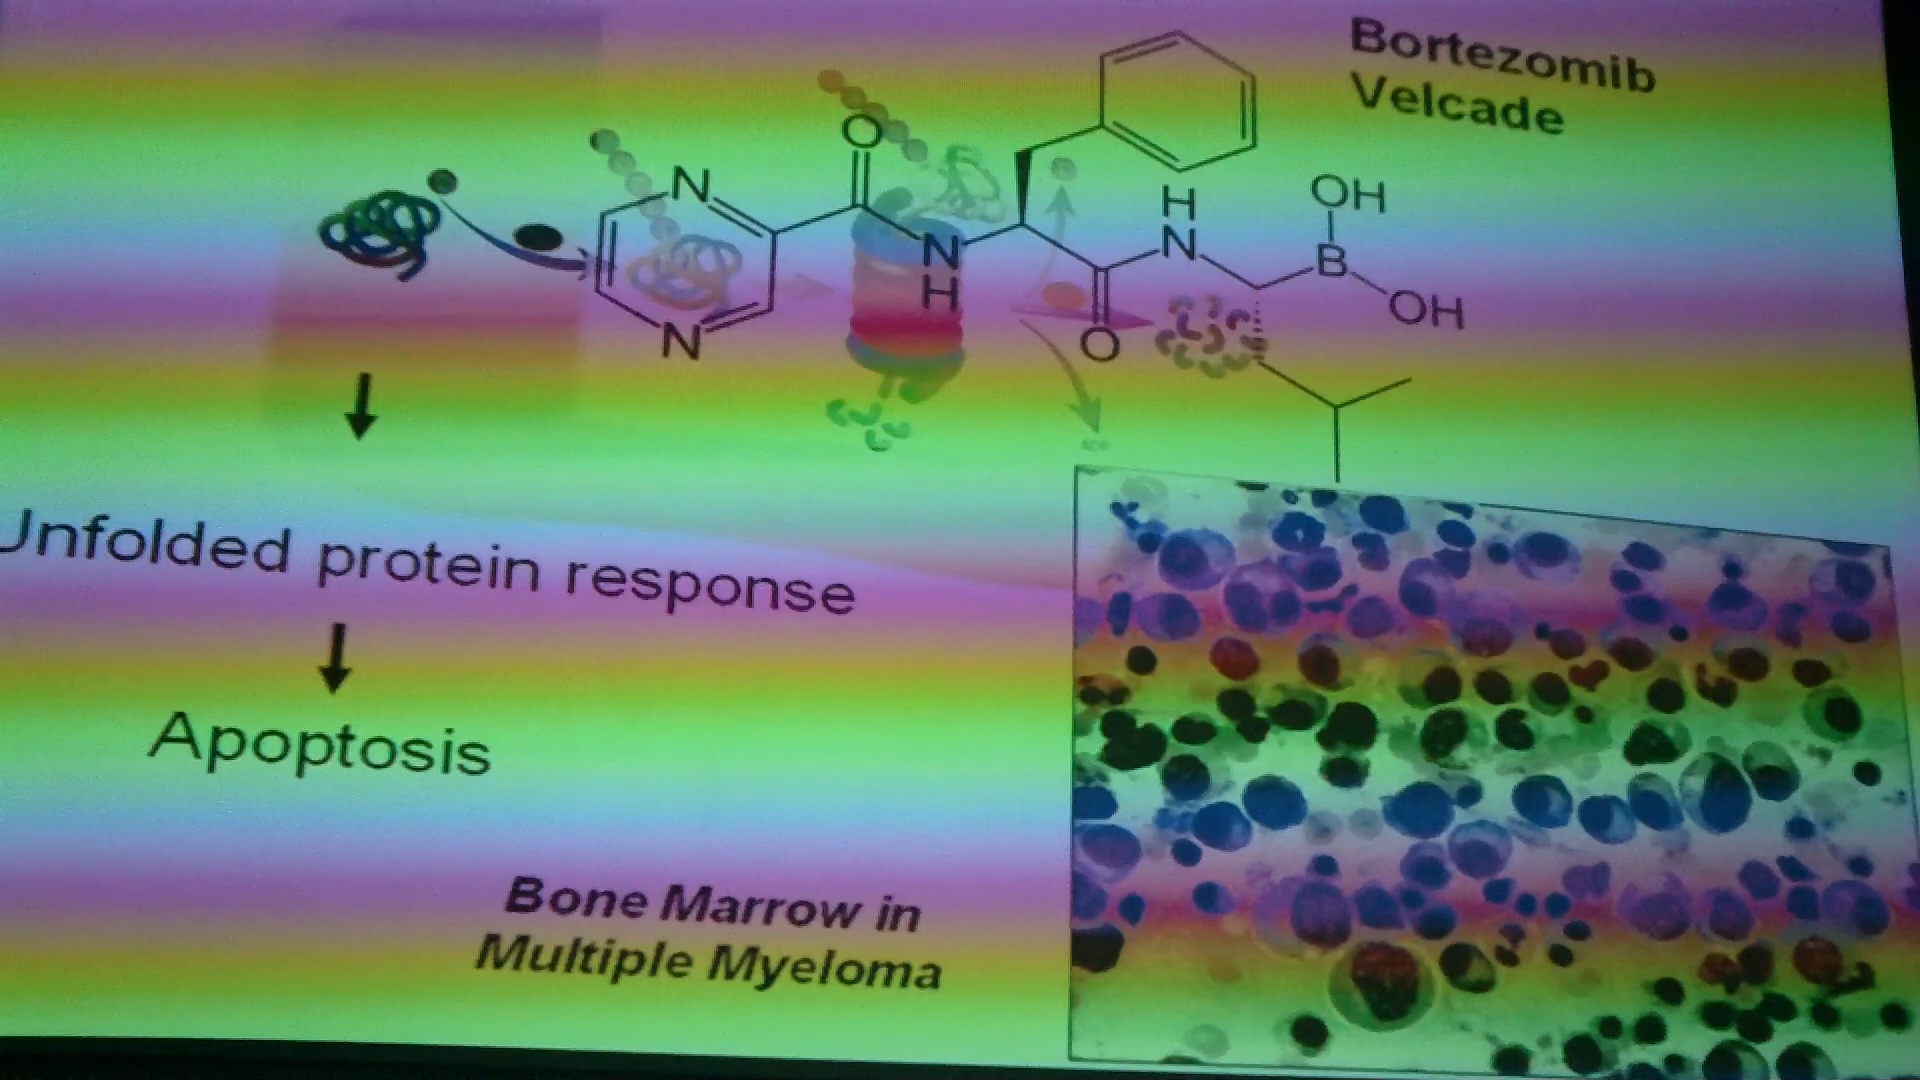 Bortezomib
Velcade
O
N
N
N
H
O
H
N
B
OH
OH
Unfolded protein response
Apoptosis
Bone Marrow in
Multiple Myeloma